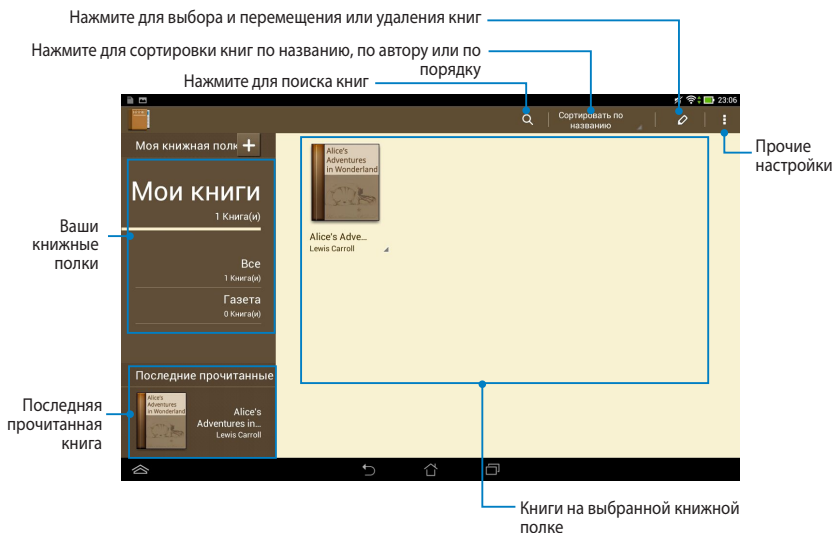 Нажмите для выбора и перемещения или удаления книг
Нажмите для сортировки книг по названию, по автору или по
порядку
Нажмите для поиска книг
23:06
Сортировать по
названию
Прочие
настройки
Моя книжная полк
Мои книги
1 Книга(и)
Все
1 Книга(и)
Газета
0 Книга(и)
Ваши
книжные
полки
Alice's
Adventures
in Wonderland
Alice's Adve...
Lewis Carroll
Последние прочитанные
Alice's
Adventures
in Wonderland
Alice's
Adventures in...
Lewis Carroll
Последняя
прочитанная
книга
Книги на выбранной книжной
полке